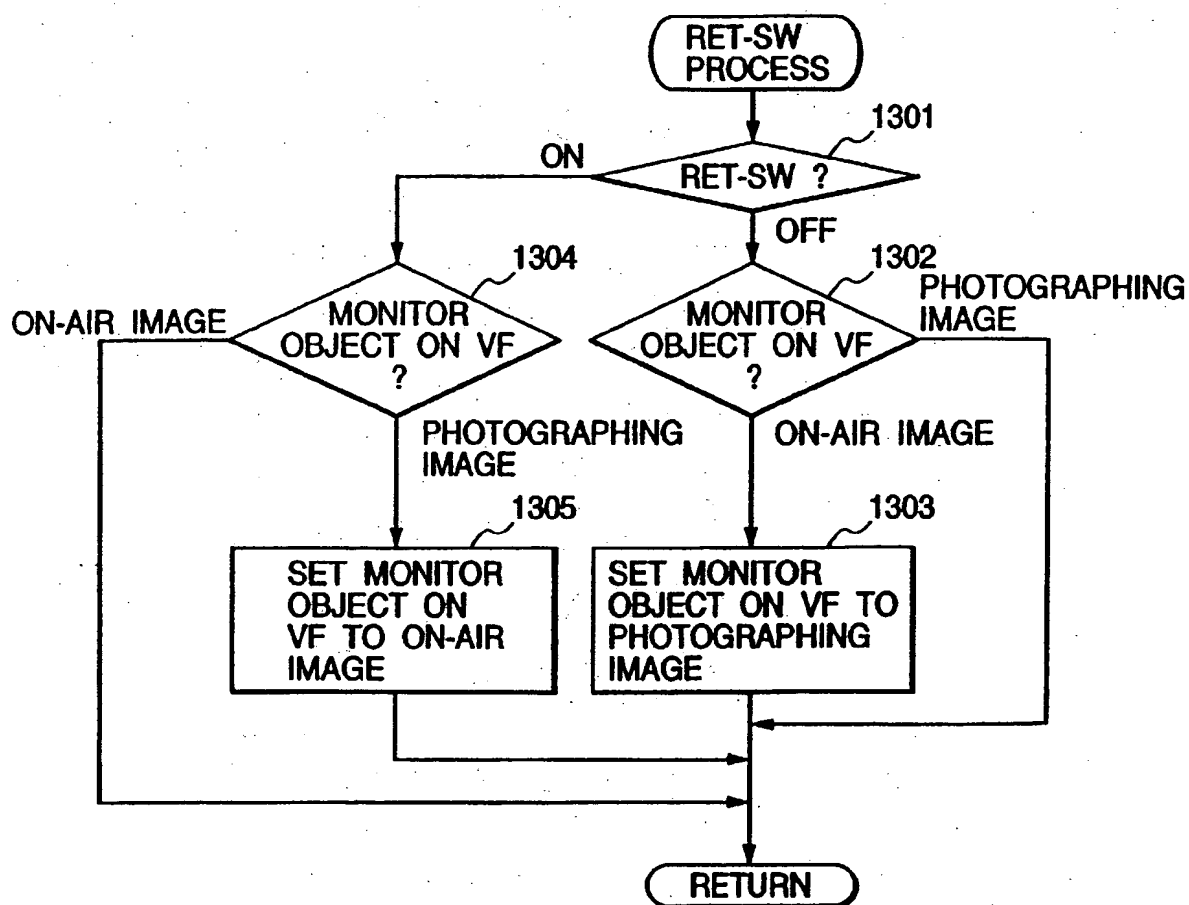 RET-SW
PROCESS
1301
ON
RET-SW ?
OFF
1304
1302
PHOTOGRAPHING
IMAGE
ON-AIR IMAGE
MONITOR
OBJECT ON VF
?
MONITOR
OBJECT ON VF
?
PHOTOGRAPHING
IMAGE
ON-AIR IMAGE
1305
1303
SET MONITOR
OBJECT ON
VF TO ON-AIR
IMAGE
SET MONITOR
OBJECT ON VF TO
PHOTOGRAPHING
IMAGE
RETURN